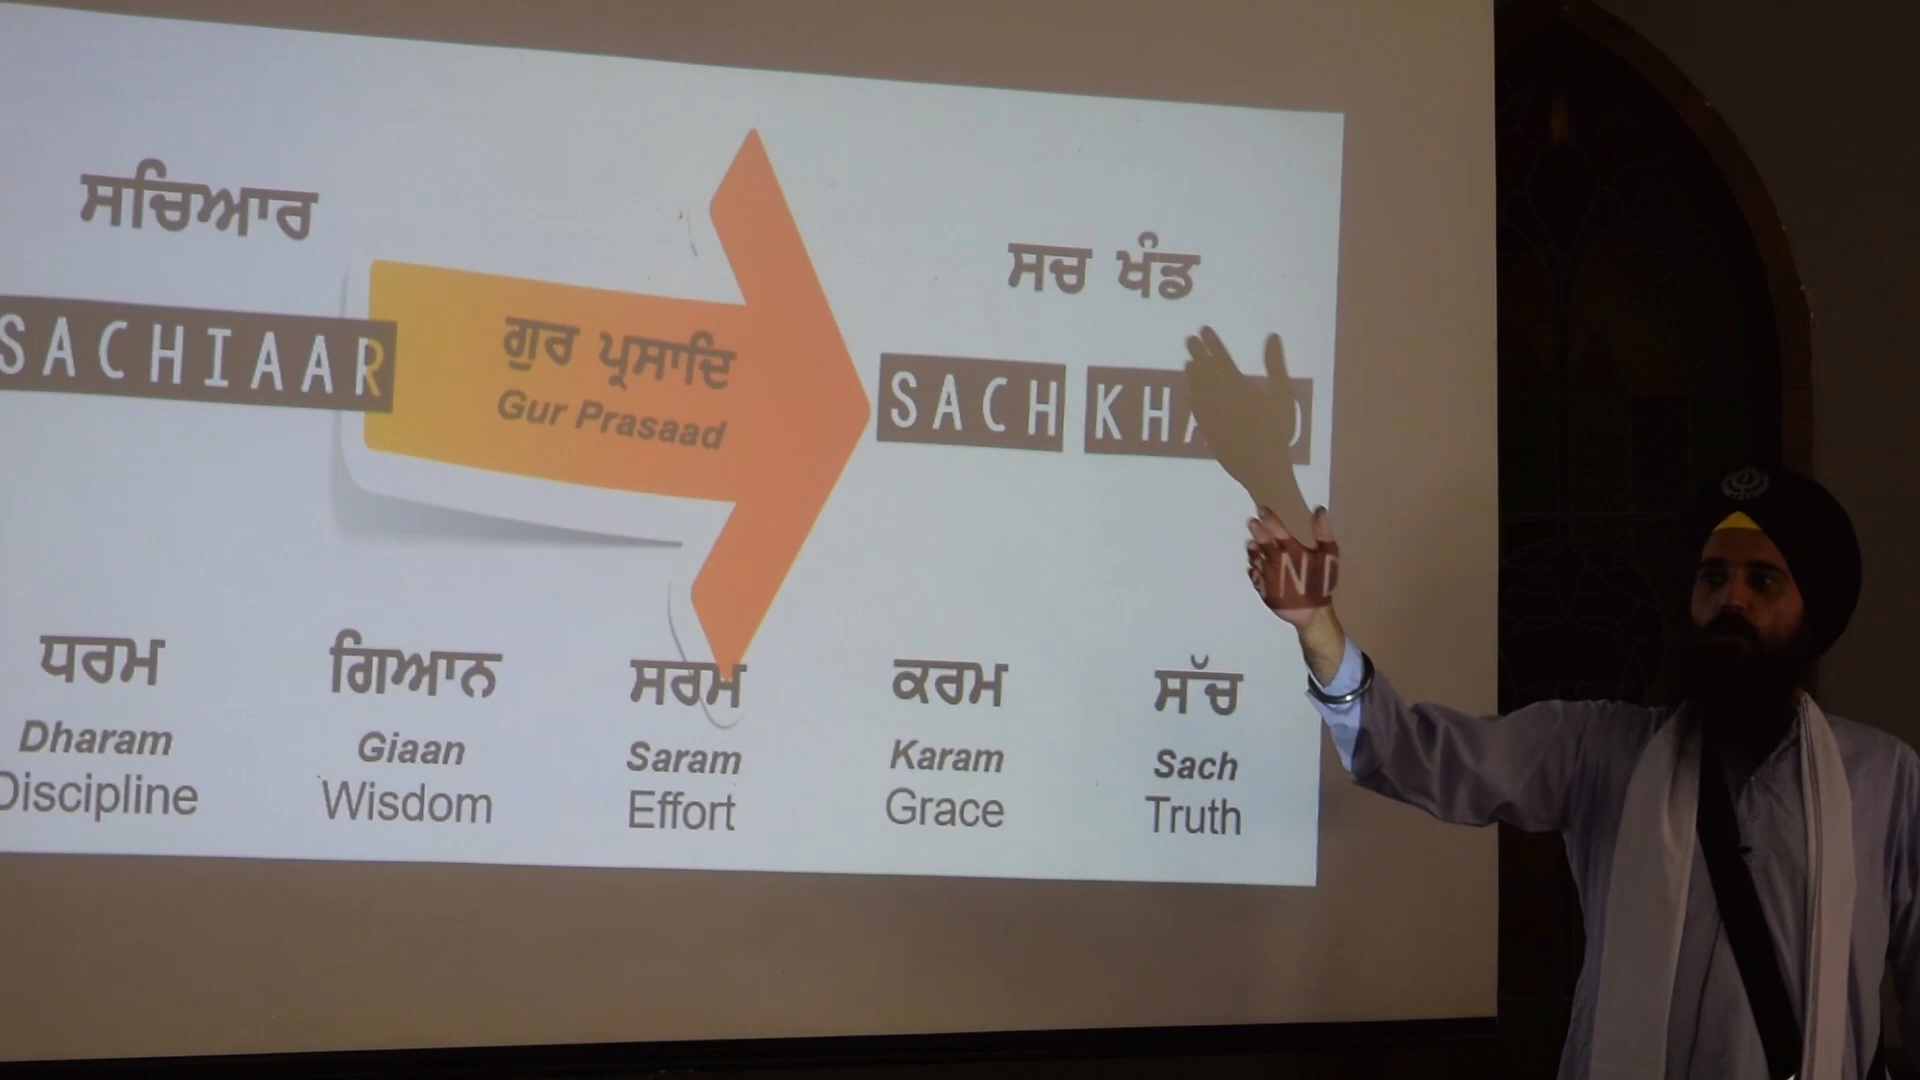 ਸਚਿਆਰ
SACHIAAR
ਗੁਰ ਪ੍ਰਸਾਦਿ
Gur Prasaad
ਸਚ ਖੰਡ
SACH KHAND
ਧਰਮ
Dharam
Discipline
ਗਿਆਨ
Giaan
Wisdom
ਸਰਮ
Saram
Effort
ਕਰਮ
Karam
Grace
ਸੱਚ
Sach
Truth